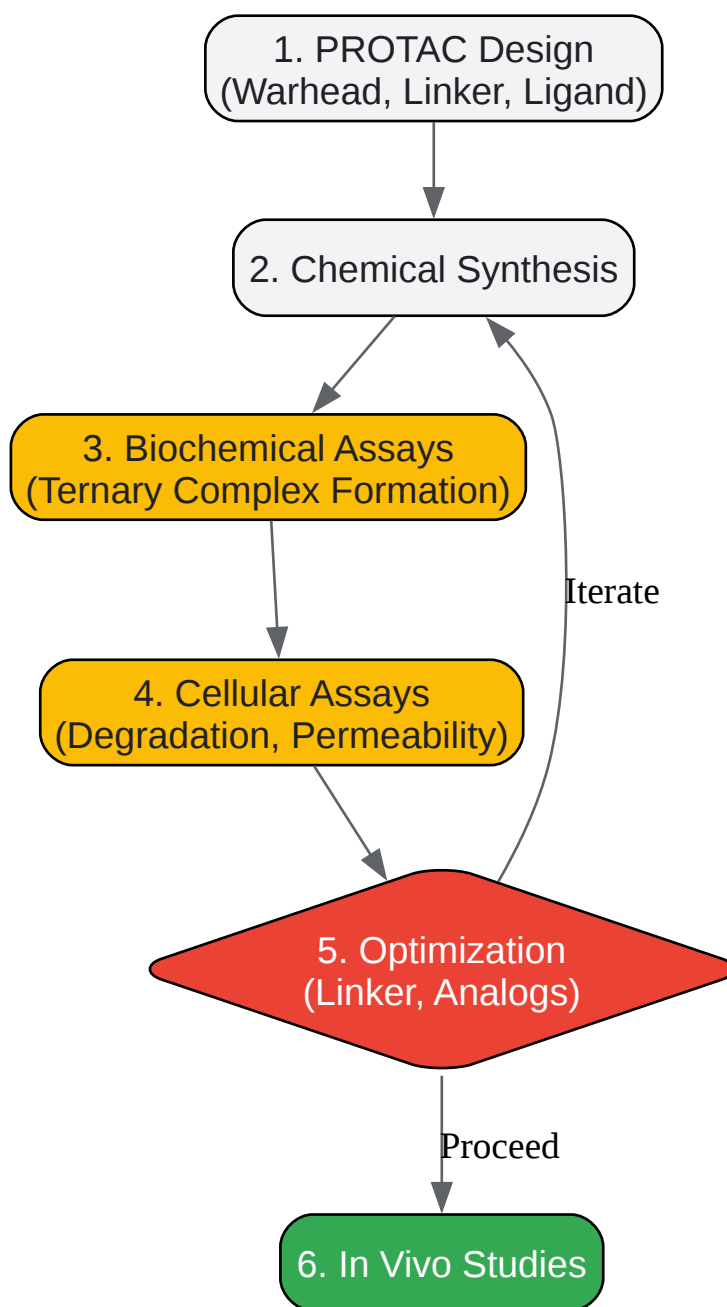 1. PROTAC Design
(Warhead, Linker, Ligand)
2. Chemical Synthesis
3. Biochemical Assays
(Ternary Complex Formation)
Iterate
4. Cellular Assays
(Degradation, Permeability)
5. Optimization
(Linker, Analogs)
Proceed
6. In Vivo Studies